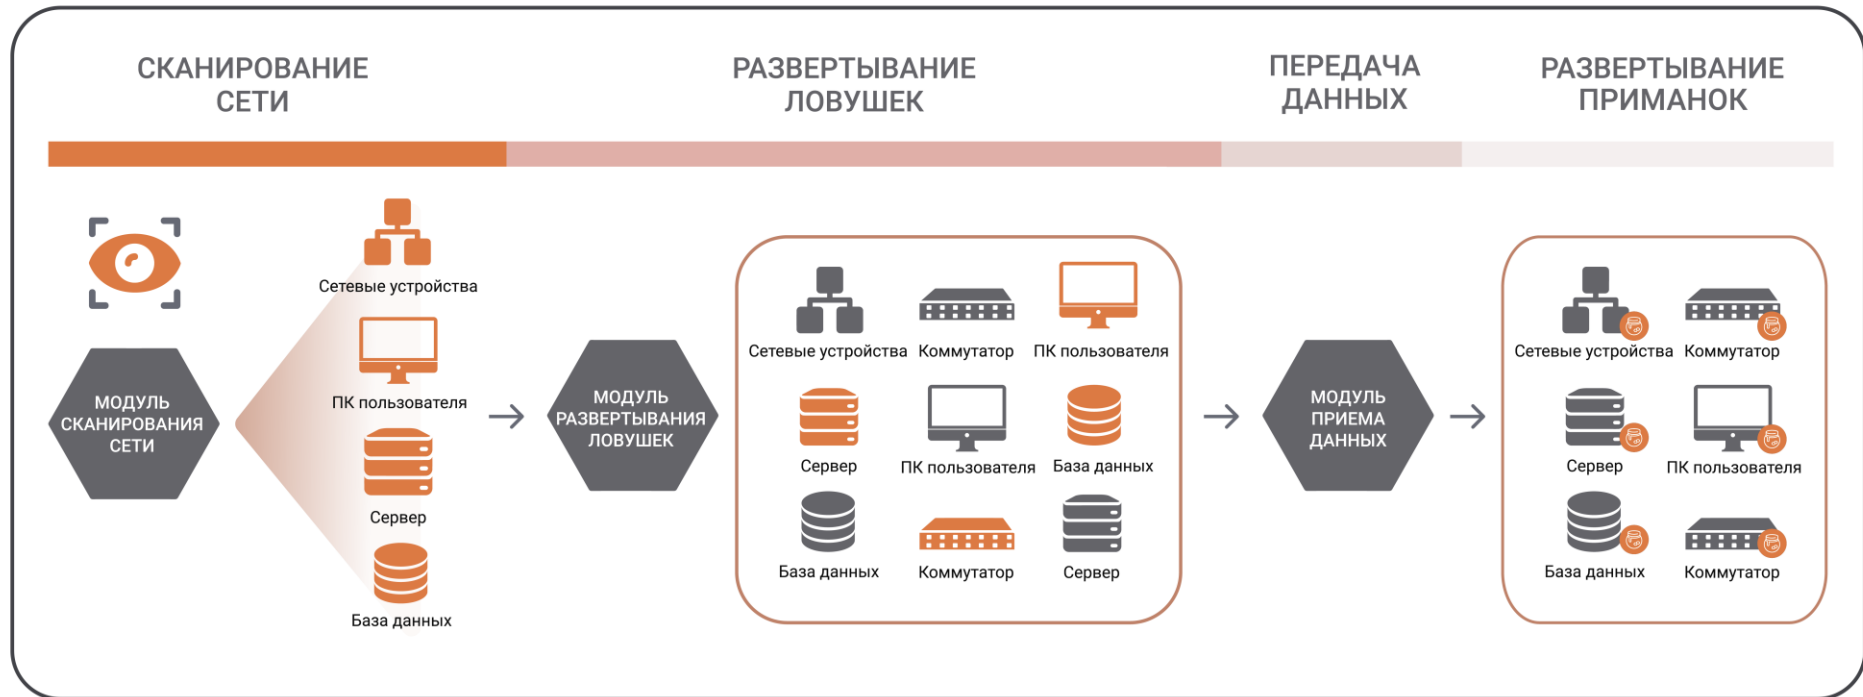 СКАНИРОВАНИЕ
СЕТИ
РАЗВЕРТЫВАНИЕ
ЛОВУШЕК
ПЕРЕДАЧА
ДАННЫХ
РАЗВЕРТЫВАНИЕ
ПРИМАНОК
МОДУЛЬ
СКАНИРОВАНИЯ
СЕТИ
Сетевые устройства
ПК пользователя
Сервер
База данных
МОДУЛЬ
РАЗВЕРТЫВАНИЯ
ЛОВУШЕК
Сетевые устройства
Коммутатор
ПК пользователя
Сервер
ПК пользователя
База данных
База данных
Коммутатор
Сервер
МОДУЛЬ
ПРИЕМА
ДАННЫХ
Сетевые устройства
Коммутатор
Сервер
ПК пользователя
База данных
Коммутатор